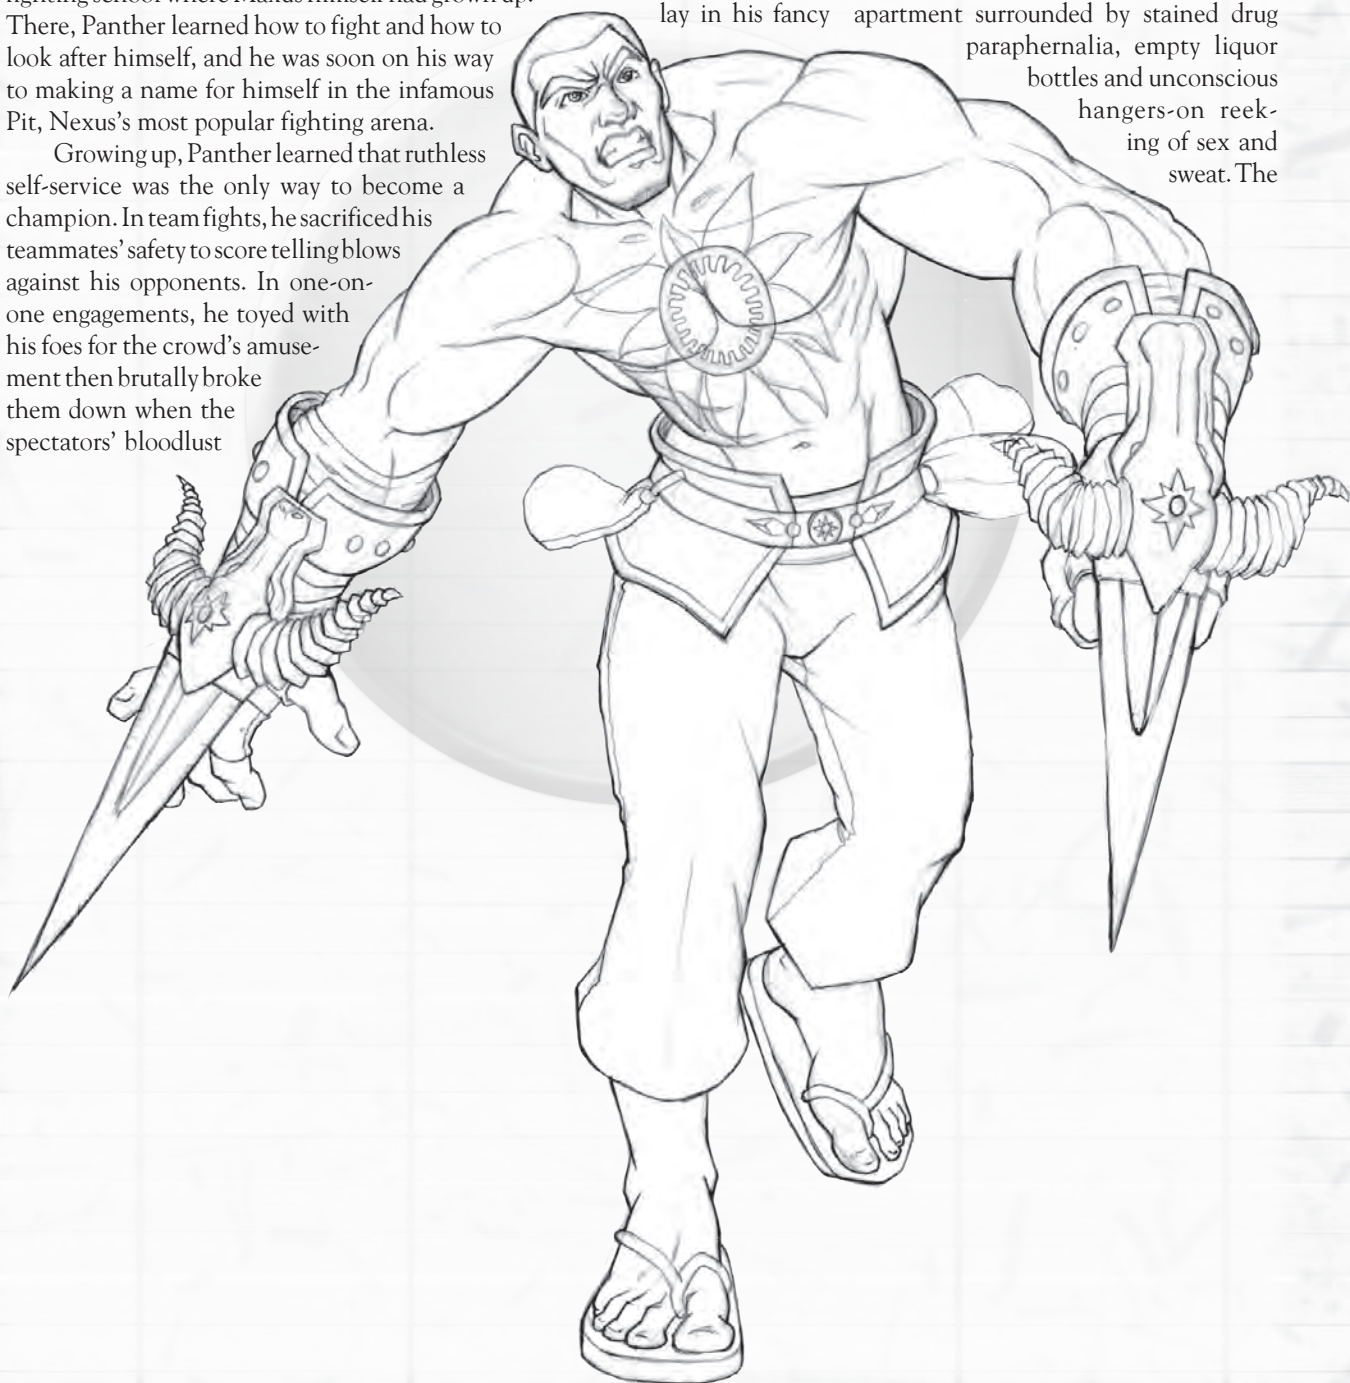 There, Panther learned how to fight and how to
look after himself, and he was soon on his way
to making a name for himself in the infamous
Pit, Nexus's most popular fighting arena.
Growing up, Panther learned that ruthless
self-service was the only way to become a
champion. In team fights, he sacrificed his
teammates' safety to score telling blows
against his opponents. In one-on-
one engagements, he toyed with
his foes for the crowd's amuse-
ment then brutally broke
them down when the
spectators' bloodlust
lay in his fancy apartment surrounded by stained drug
paraphernalia, empty liquor
bottles and unconscious
hangers-on reek-
ing of sex and
sweat. The